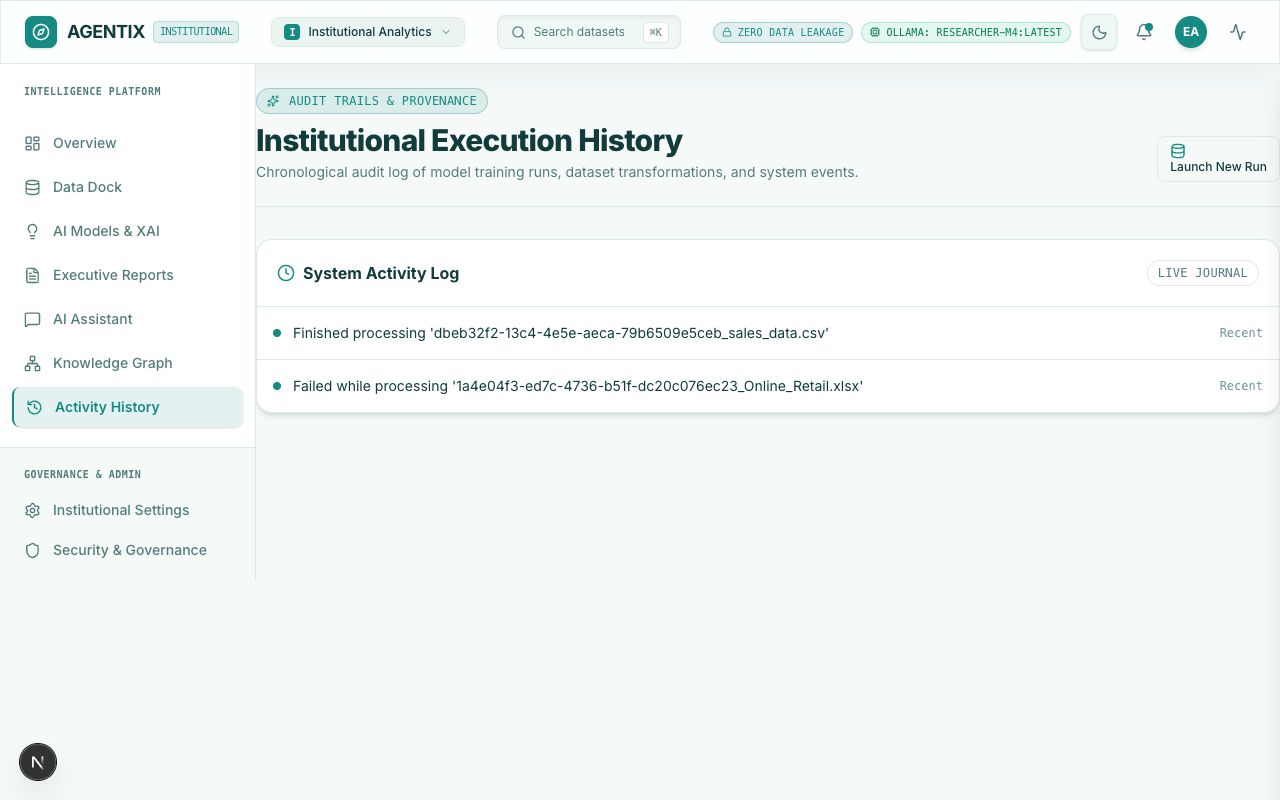 AGENTIX
INSTITUTIONAL
I
Institutional Analytics
Search datasets
⌘K
ZERO DATA LEAKAGE
OLLAMA: RESEARCHER-M4:LATEST
EA
INTELLIGENCE PLATFORM
Overview
Data Dock
AI Models & XAI
Executive Reports
AI Assistant
Knowledge Graph
Activity History
GOVERNANCE & ADMIN
Institutional Settings
Security & Governance
AUDIT TRAILS & PROVENANCE
Institutional Execution History
Chronological audit log of model training runs, dataset transformations, and system events.
Launch New Run
System Activity Log
LIVE JOURNAL
Finished processing 'dbeb32f2-13c4-4e5e-aeca-79b6509e5ceb_sales_data.csv'
Recent
Failed while processing '1a4e04f3-ed7c-4736-b51f-dc20c076ec23_Online_Retail.xlsx'
Recent
N